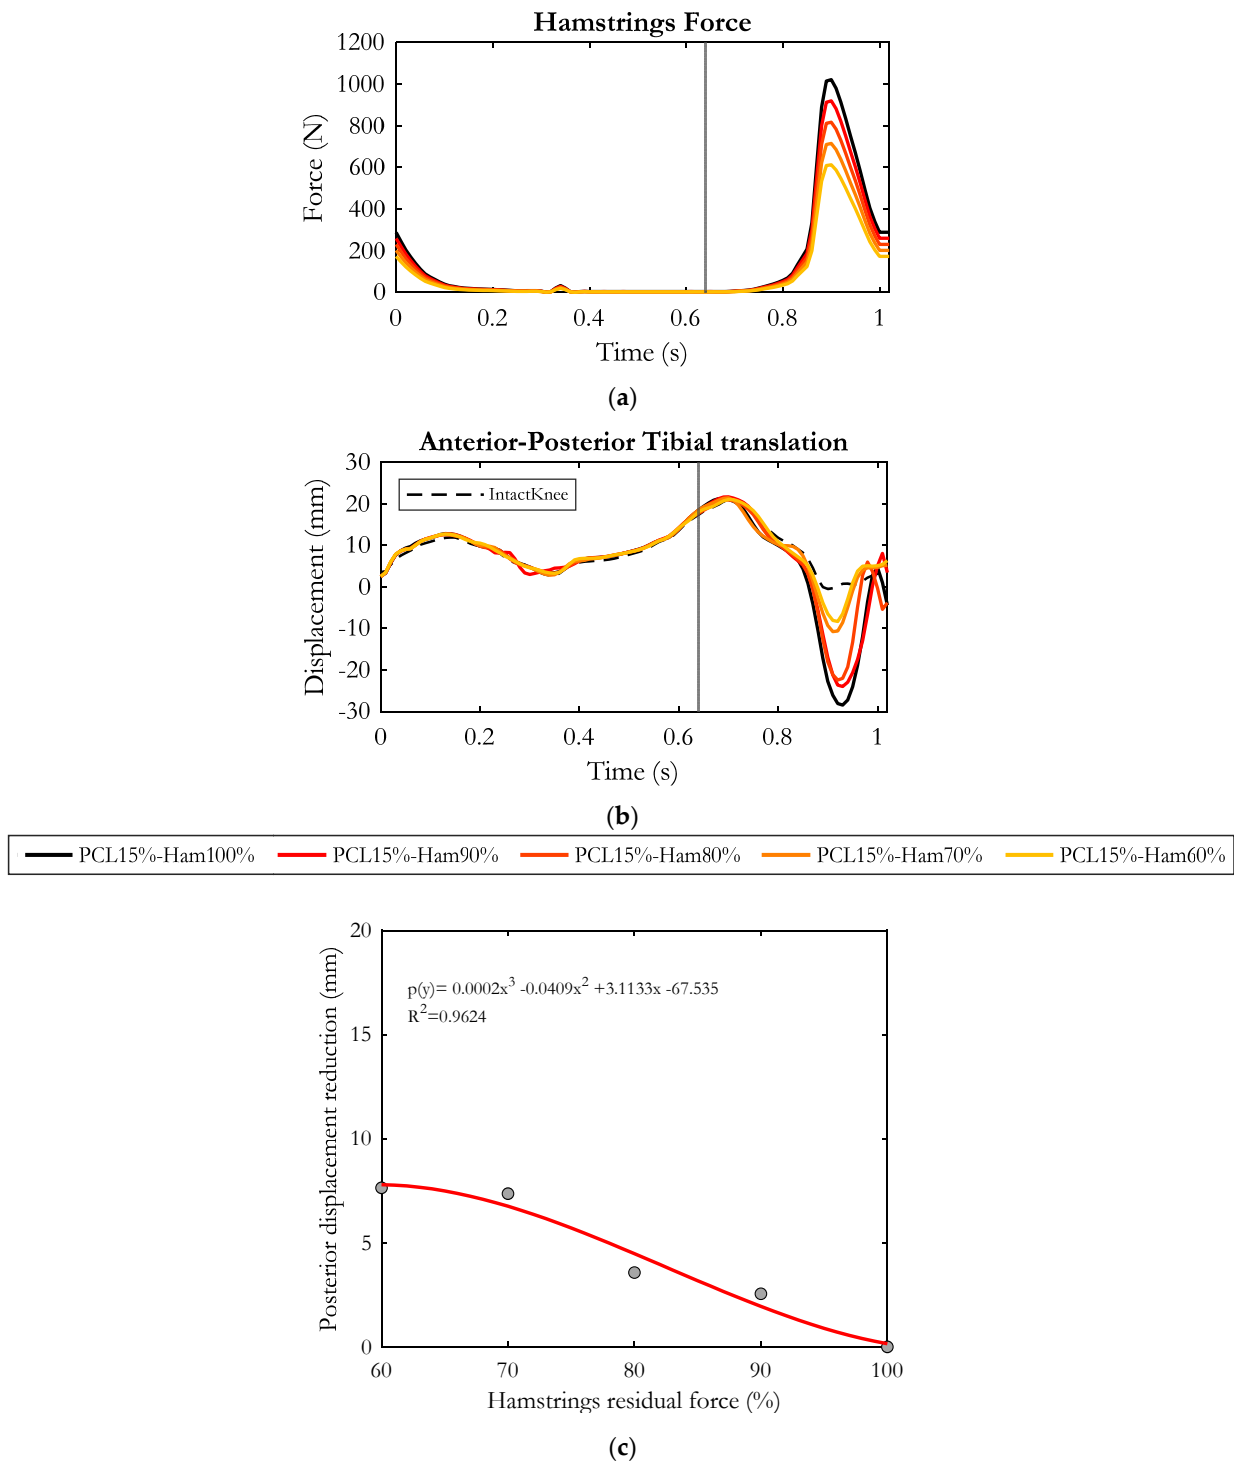 Hamstrings Force
Force (N)
1200
1000
800
600
400
200
0
0 0.2 0.4 0.6 0.8 1
Time (s)
(a)
Anterior-Posterior Tibial translation
Displacement (mm)
30
20
10
0
-10
-20
-30
IntactKnee
0 0.2 0.4 0.6 0.8 1
Time (s)
(b)
PCL15%-Ham100% PCL15%-Ham90% PCL15%-Ham80% PCL15%-Ham70% PCL15%-Ham60%
Posterior displacement reduction (mm)
20
15
10
5
0
p(y)= 0.0002x³ -0.0409x² +3.1133x -67.535
R²=0.9624
60 70 80 90 100
Hamstrings residual force (%)
(c)